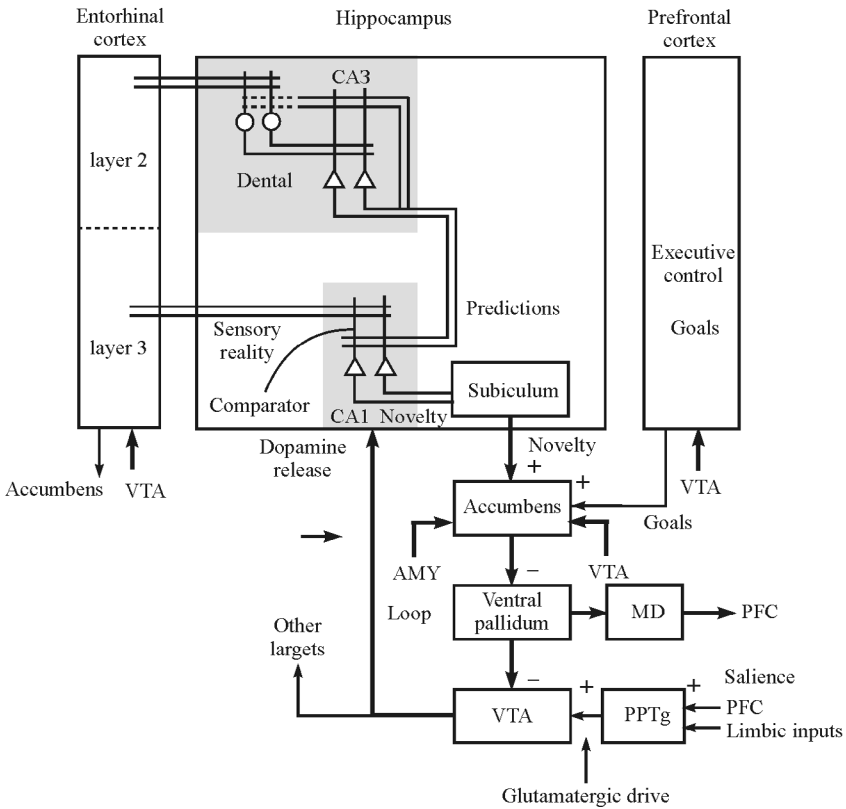 Entorhinal
cortex
Hippocampus
Prefrontal
cortex
CA3
layer 2
Dental
Executive
control
Goals
Predictions
Sensory
reality
layer 3
Comparator
CA1 Novelty
Subiculum
Dopamine
release
Novelty
+
+
Accumbens
VTA
VTA
Accumbens
Goals
AMY
VTA
−
Loop
Ventral
pallidum
MD
PFC
Other
largets
−
+
+
Salience
VTA
PPTg
PFC
Limbic inputs
Glutamatergic drive